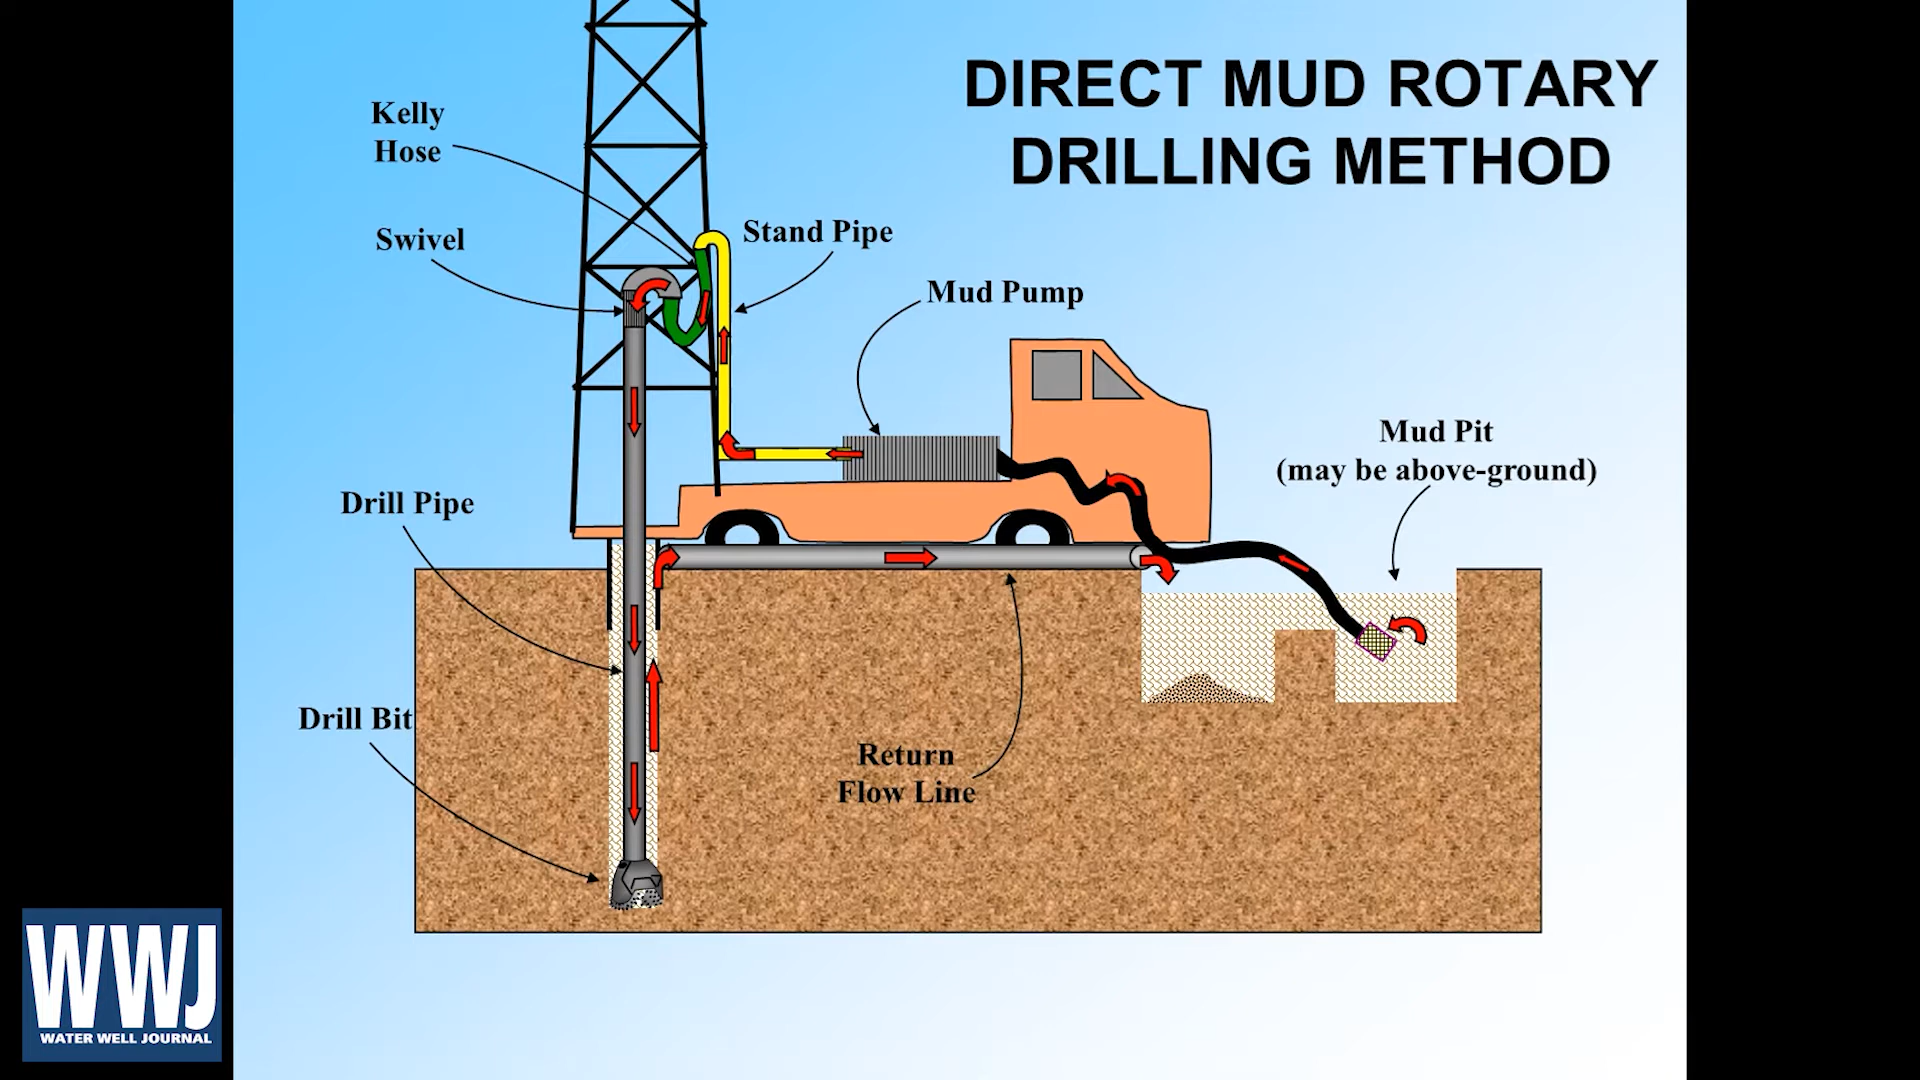 DIRECT MUD ROTARY
DRILLING METHOD
Kelly
Hose
Swivel
Stand Pipe
Mud Pump
Mud Pit
(may be above-ground)
Drill Pipe
Drill Bit
Return
Flow Line
WWJ
WATER WELL JOURNAL